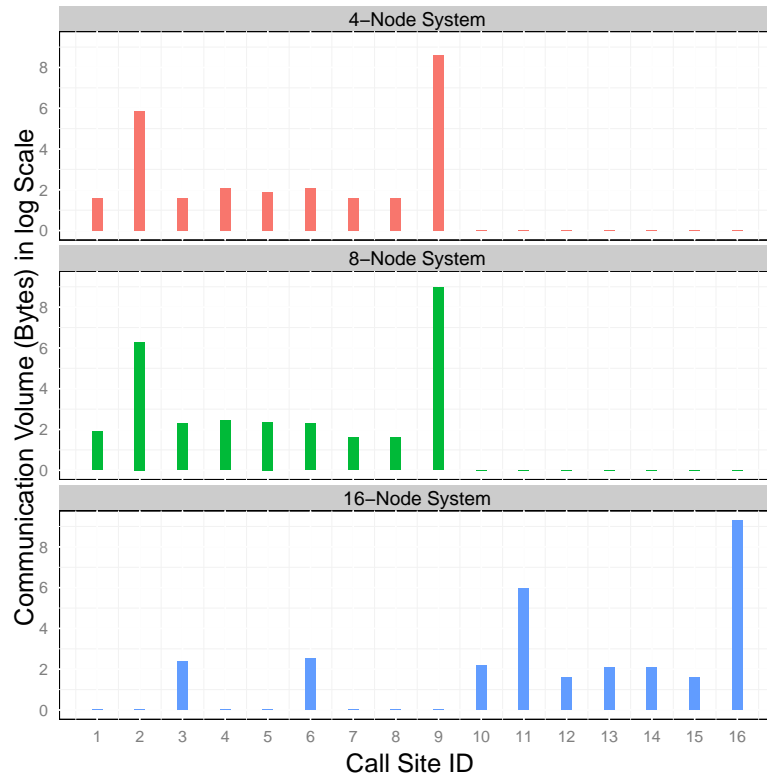 4−Node System
8
6
4
2
0
8−Node System
8
6
4
2
0
16−Node System
8
6
4
2
0
1 2 3 4 5 6 7 8 9 10 11 12 13 14 15 16
Call Site ID
Communication Volume (Bytes) in log Scale